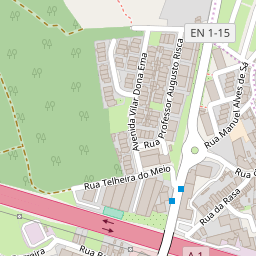 EN 1-15
Avenida Vilar Dona Ema
Rua Professor Augusto Risca
Rua Manuel Alves de Sá
Rua
Rua Telheira do Meio
Rua da Rasa
Rua
A 1